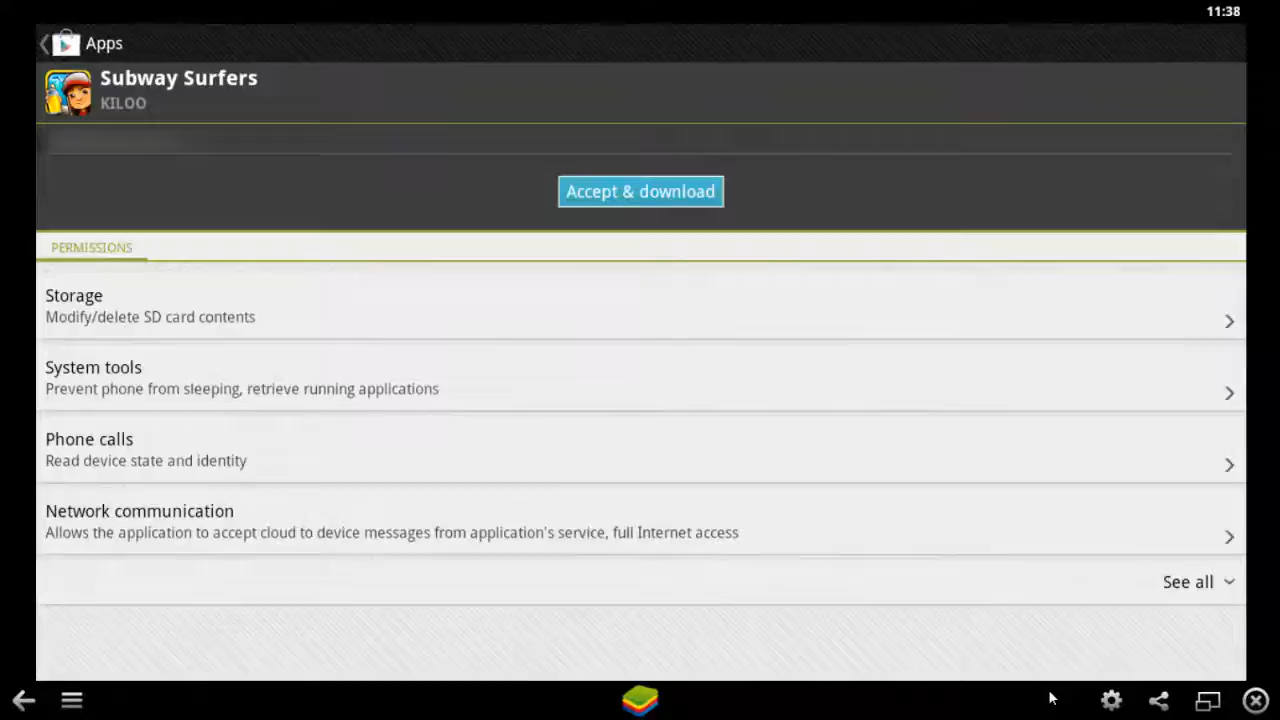 11:38
Apps
Subway Surfers
KILOO
Accept & download
PERMISSIONS
Storage
Modify/delete SD card contents
System tools
Prevent phone from sleeping, retrieve running applications
Phone calls
Read device state and identity
Network communication
Allows the application to accept cloud to device messages from application's service, full Internet access
See all